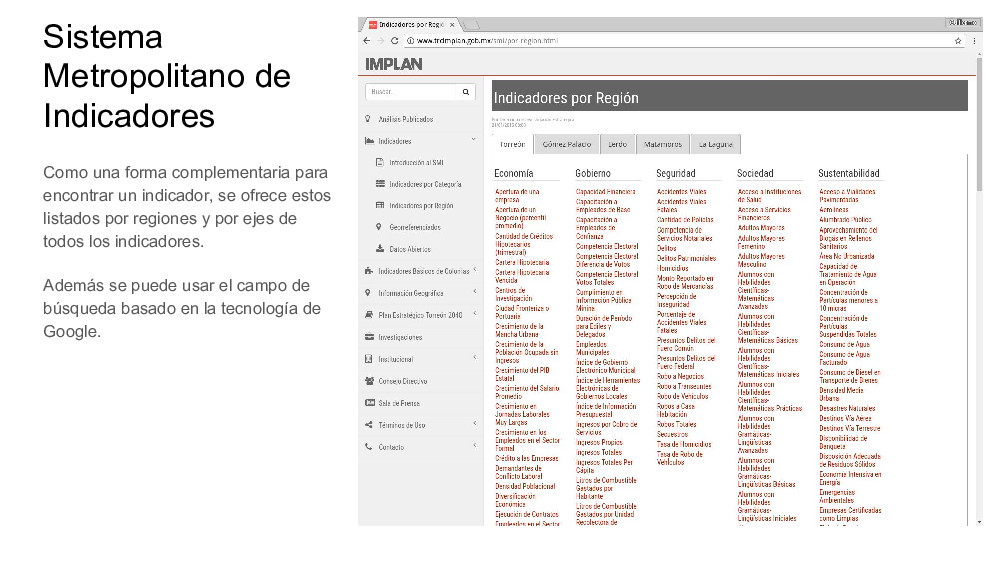 Sistema
Metropolitano de
Indicadores
Como una forma complementaria para
encontrar un indicador, se ofrece estos
listados por regiones y por ejes de
todos los indicadores.
Además se puede usar el campo de
búsqueda basado en la tecnología de
Google.
Indicadores por Regió
www.trcimplan.gob.mx/smi/por-region.html
IMPLAN
Buscar...
Análisis Publicados
Indicadores
Introducción al SMI
Indicadores por Categoría
Indicadores por Región
Georeferenciados
Datos Abiertos
Indicadores Básicos de Colonias
Información Geográfica
Plan Estratégico Torreón 2040
Investigaciones
Institucional
Consejo Directivo
Sala de Prensa
Términos de Uso
Contacto
Indicadores por Región
Torreón
Gómez Palacio
Lerdo
Matamoros
La Laguna
Economía
Apertura de una
empresa
Apertura de un
Negocio (percentil
promedio)
Cantidad de Créditos
Hipotecarios
(trimestral)
Cartera Hipotecaria
Cartera Hipotecaria
Vencida
Centros de
Investigación
Ciudad Fronteriza o
Portuaria
Crecimiento de la
Mancha Urbana
Crecimiento de la
Población Ocupada sin
Ingresos
Crecimiento del PIB
Estatal
Crecimiento del Salario
Promedio
Crecimiento en
Jornadas Laborales
Muy Largas
Crecimiento en los
Empleados en el Sector
Formal
Crédito a las Empresas
Demandantes de
Conflicto Laboral
Densidad Poblacional
Diversificación
Económica
Ejecución de Contratos
Empleados en el Sector
Gobierno
Capacidad Financiera
Capacitación a
Empleados de Base
Capacitación a
Empleados de
Confianza
Competencia Electoral
Competencia Electoral
Diferencia de Votos
Competencia Electoral
Votos Totales
Cumplimiento en
Información Pública
Mínima
Duración de Período
para Ediles y
Delegados
Empleados
Municipales
Índice de Gobierno
Electrónico Municipal
Índice de Herramientas
Electrónicas de
Gobiernos Locales
Índice de Información
Presupuestal
Ingresos por Cobro de
Servicios
Ingresos Propios
Ingresos Totales
Ingresos Totales Per
Cápita
Litros de Combustible
Gastados por
Habitante
Litros de Combustible
Gastados por Unidad
Recolectora de
Seguridad
Accidentes Viales
Accidentes Viales
Fatales
Cantidad de Policías
Competencia de
Servicios Notariales
Delitos
Delitos Patrimoniales
Homicidios
Monto Reportado en
Robo de Mercancías
Percepción de
Inseguridad
Porcentaje de
Accidentes Viales
Fatales
Presuntos Delitos del
Fuero Común
Presuntos Delitos del
Fuero Federal
Robo a Negocios
Robo a Transeuntes
Robo de Vehículos
Robos a Casa
Habitación
Robos Totales
Secuestros
Tasa de Homicidios
Tasa de Robo de
Vehículos
Sociedad
Acceso a Instituciones
de Salud
Acceso a Servicios
Financieros
Adultos Mayores
Adultos Mayores
Femenino
Adultos Mayores
Masculino
Alumnos con
Habilidades
Científicas-
Matemáticas
Avanzadas
Alumnos con
Habilidades
Científicas-
Matemáticas Básicas
Alumnos con
Habilidades
Científicas-
Matemáticas Iniciales
Alumnos con
Habilidades
Científicas-
Matemáticas Prácticas
Alumnos con
Habilidades
Gramáticas-
Lingüísticas
Avanzadas
Alumnos con
Habilidades
Gramáticas-
Lingüísticas Básicas
Alumnos con
Habilidades
Gramáticas-
Lingüísticas Iniciales
Sustentabilidad
Acceso a Vialidades
Pavimentadas
Aerolíneas
Alumbrado Público
Aprovechamiento del
Biogás en Rellenos
Sanitarios
Área No Urbanizada
Capacidad de
Tratamiento de Agua
en Operación
Concentración de
Partículas menores a
10 micras
Concentración de
Partículas
Suspendidas Totales
Consumo de Agua
Consumo de Agua
Facturado
Consumo de Diesel en
Transporte de Bienes
Densidad Media
Urbana
Desastres Naturales
Destinos Vía Aérea
Destinos Vía Terrestre
Disponibilidad de
Banqueta
Disposición Adecuada
de Residuos Sólidos
Economía Intensiva en
Energía
Emergencias
Ambientales
Empresas Certificadas
como Limpias